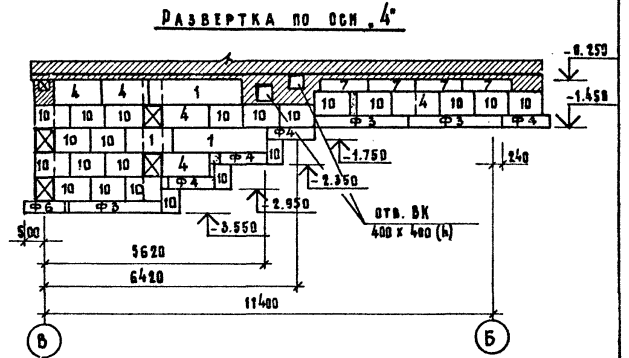 РАЗВЕРТКА ПО ОСИ „4"
4 4 1 7 7 7 7
-0.250
10 10 10 4 10 10 10 10 10 4 10 10
-1.450
10 10 10 1 1 ф4 ф3 ф3 ф4
-1.750
240
10 10 10 4 ф4 10
-2.350
10 10 10 ф4 10
-2.950
ф6 ф3 10
-3.550
ОТВ. ВК
400 x 400 (h)
500
5620
6420
11400
В Б